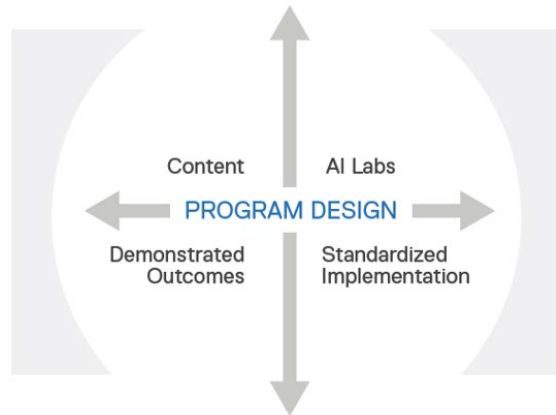 Content
AI Labs
PROGRAM DESIGN
Demonstrated
Outcomes
Standardized
Implementation